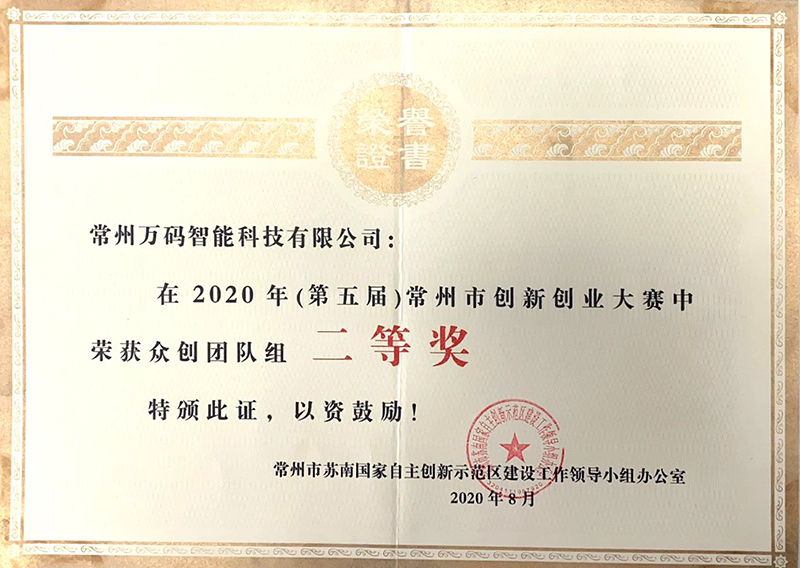 榮譽
證書
常州万码智能科技有限公司：
在2020年(第五届)常州市创新创业大赛中
荣获众创团队组 二等奖
特颁此证，以资鼓励！
常州市苏南国家自主创新示范区建设工作领导小组办公室
2020年8月